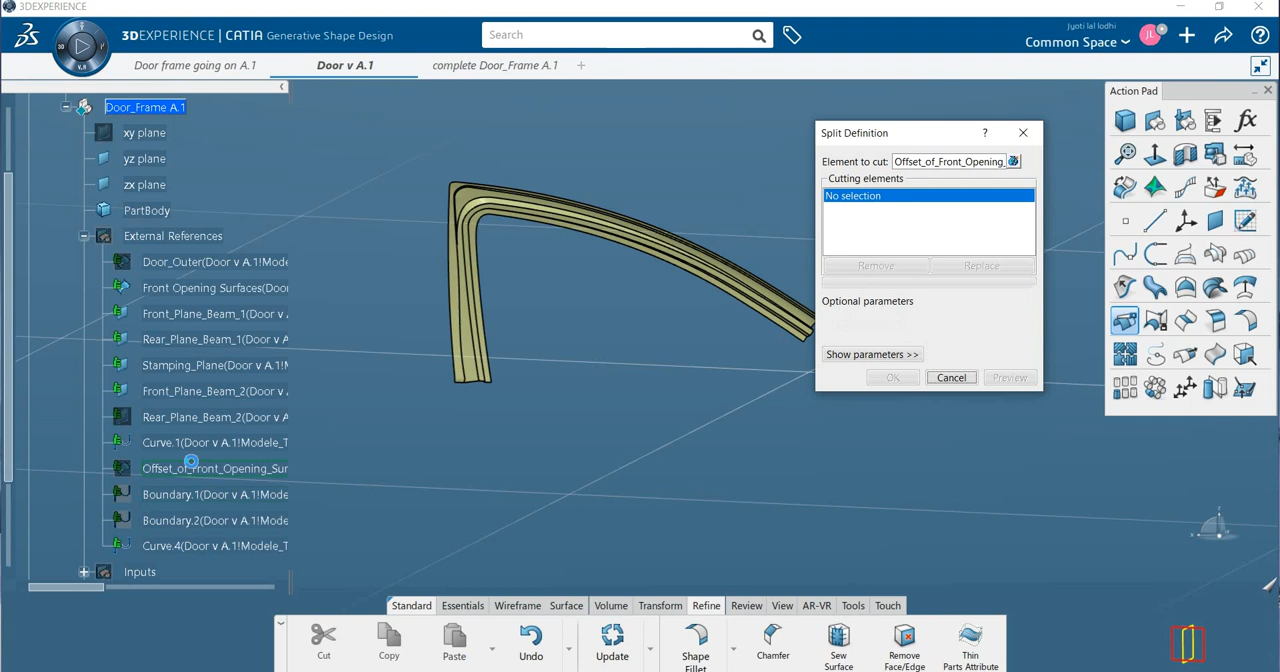 3DEXPERIENCE
3DEXPERIENCE | CATIA Generative Shape Design
Search
Jyoti lal lodhi
Common Space
JL
3D
V.R
Door frame going on A.1
Door v A.1
complete Door_Frame A.1
Door_Frame A.1
xy plane
yz plane
zx plane
PartBody
External References
Door_Outer(Door v A.1!Mode
Front Opening Surfaces(Doo
Front_Plane_Beam_1(Door v
Rear_Plane_Beam_1(Door v
Stamping_Plane(Door v A.1!M
Front_Plane_Beam_2(Door v
Rear_Plane_Beam_2(Door v
Curve.1(Door v A.1!Modele_T
Offset_of_Front_Opening_Sur
Boundary.1(Door v A.1!Mode
Boundary.2(Door v A.1!Mode
Curve.4(Door v A.1!Modele_T
Inputs
Split Definition
?
Element to cut: Offset_of_Front_Opening_
Cutting elements
No selection
Remove
Replace
Optional parameters
Show parameters >>
OK
Cancel
Preview
Action Pad
fx
Standard
Essentials
Wireframe
Surface
Volume
Transform
Refine
Review
View
AR-VR
Tools
Touch
Cut
Copy
Paste
Undo
Update
Shape
Fillet
Chamfer
Sew
Surface
Remove
Face/Edge
Thin
Parts Attribute